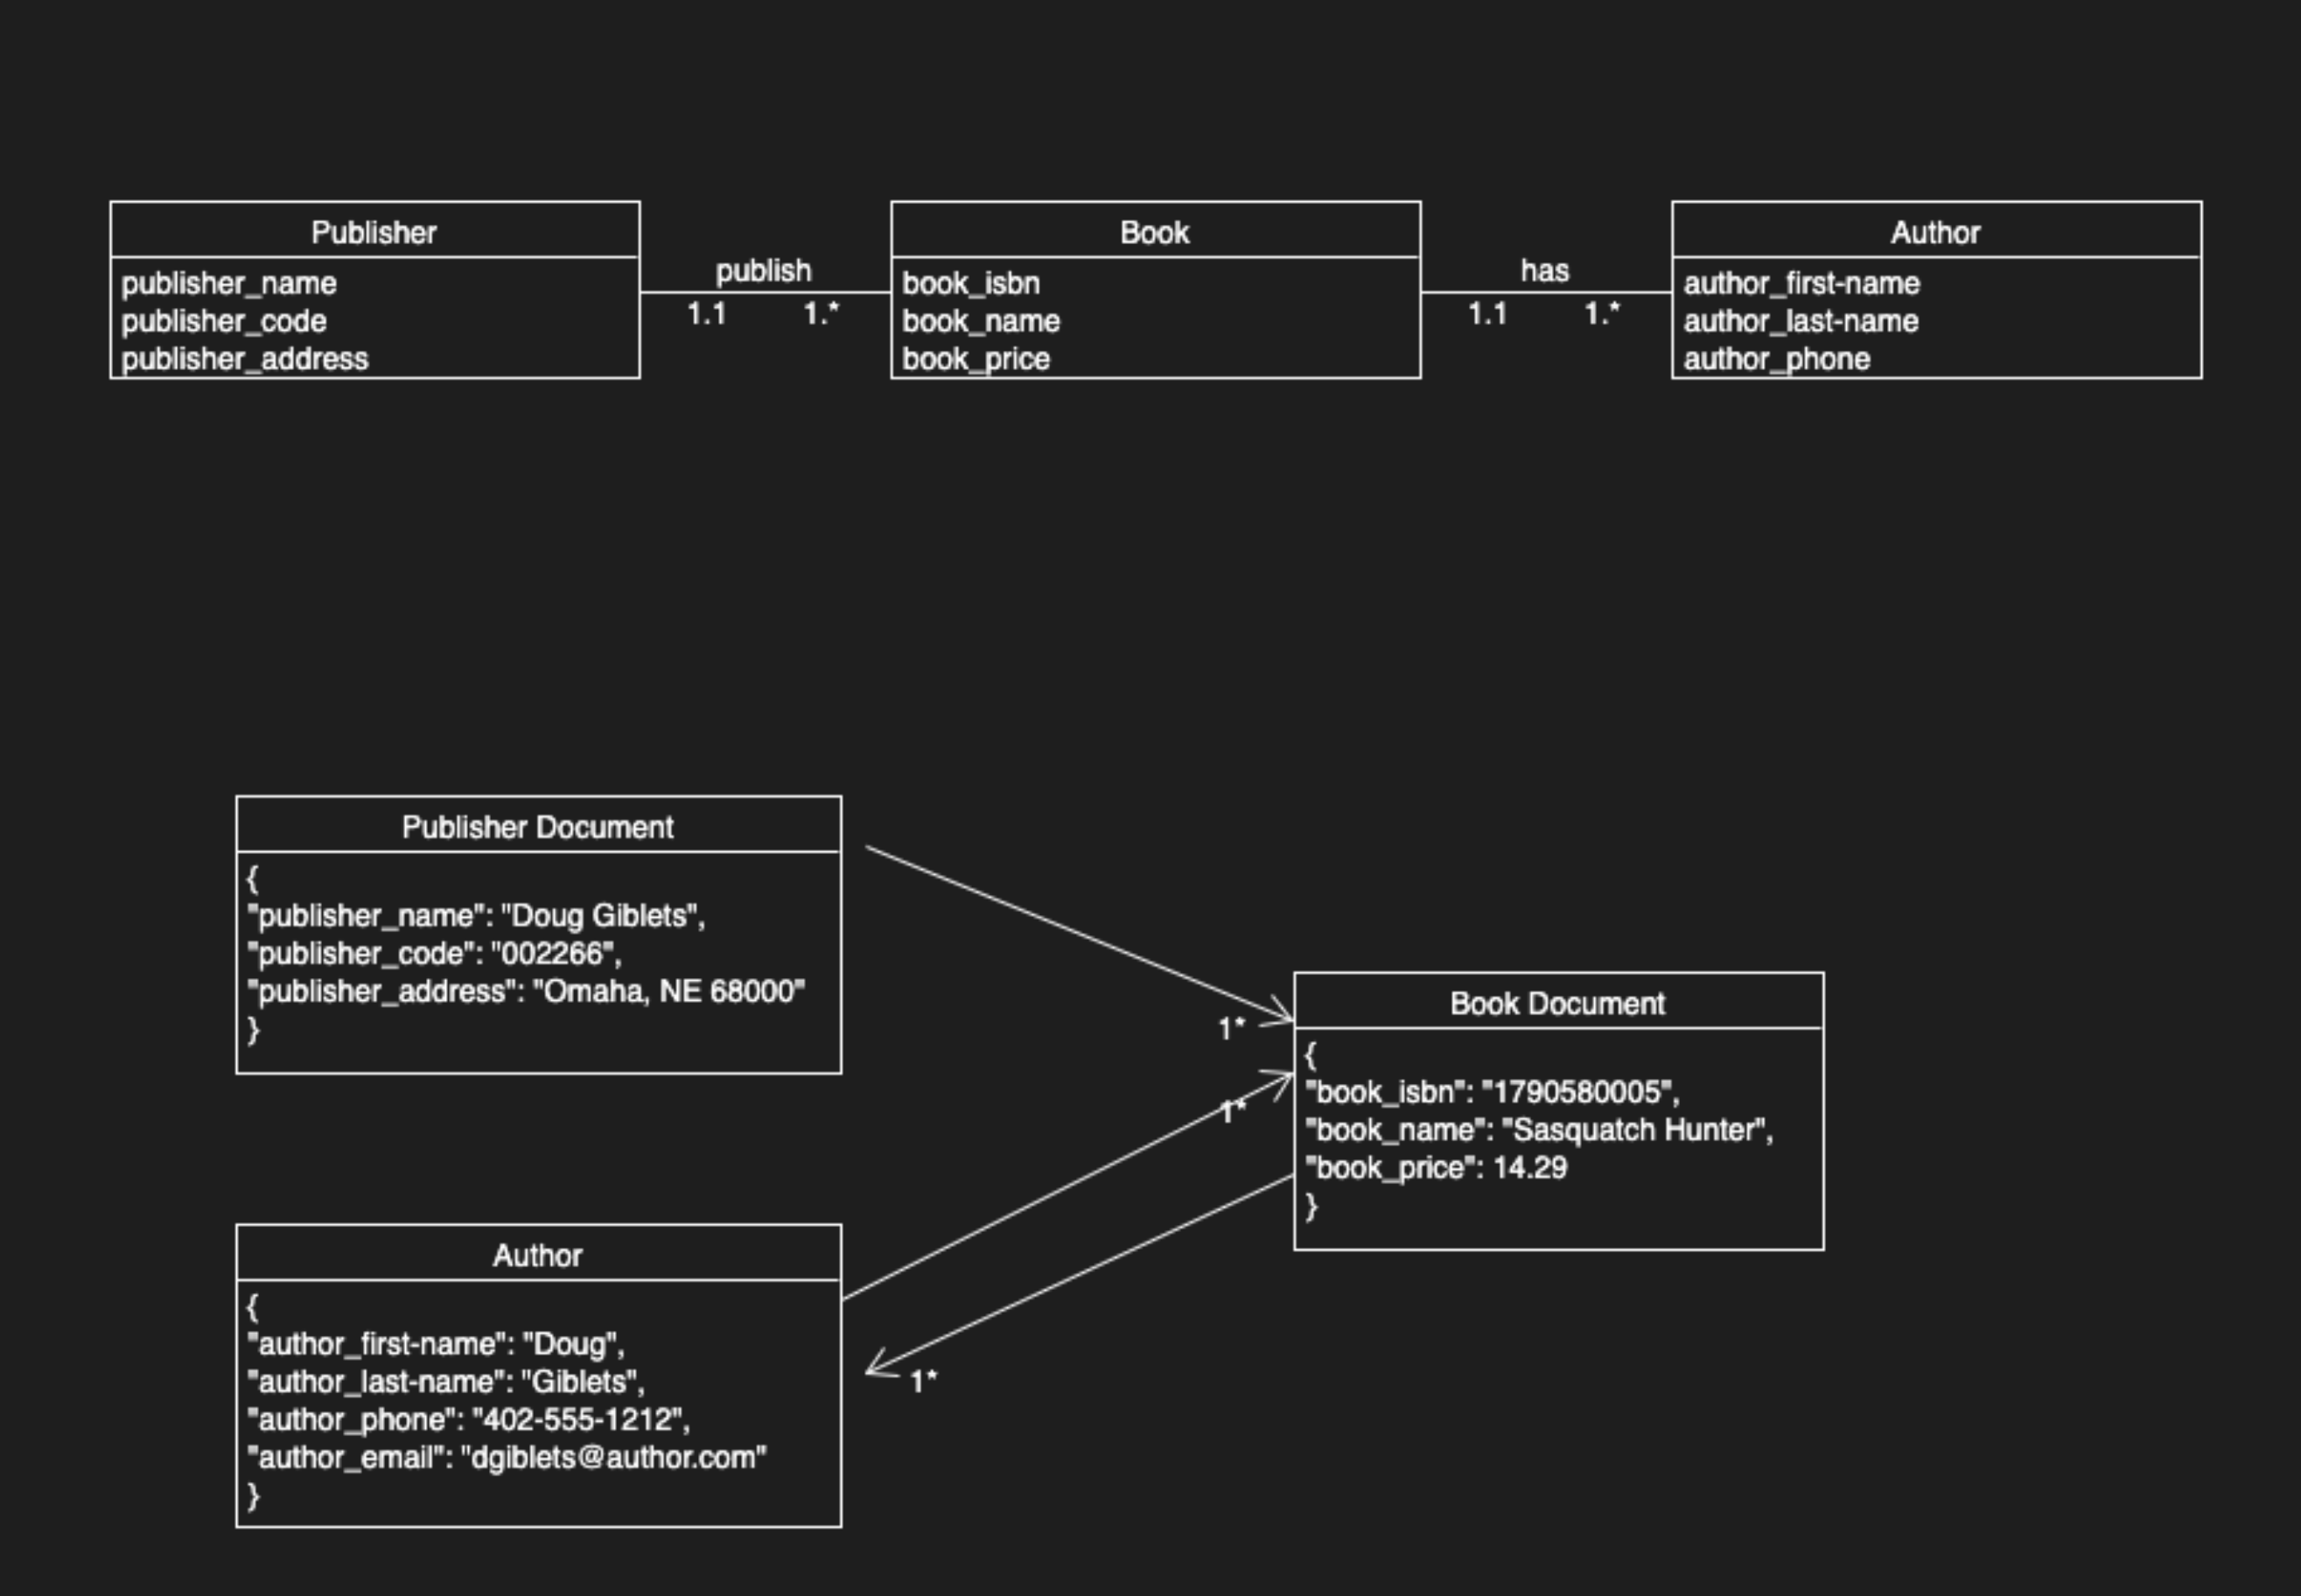 Publisher
publisher_name
publisher_code
publisher_address
publish
1.1 1.*
Book
book_isbn
book_name
book_price
has
1.1 1.*
Author
author_first-name
author_last-name
author_phone
Publisher Document
{
"publisher_name": "Doug Giblets",
"publisher_code": "002266",
"publisher_address": "Omaha, NE 68000"
}
1*
1*
Book Document
{
"book_isbn": "1790580005",
"book_name": "Sasquatch Hunter",
"book_price": 14.29
}
Author
{
"author_first-name": "Doug",
"author_last-name": "Giblets",
"author_phone": "402-555-1212",
"author_email": "dgiblets@author.com"
}
1*